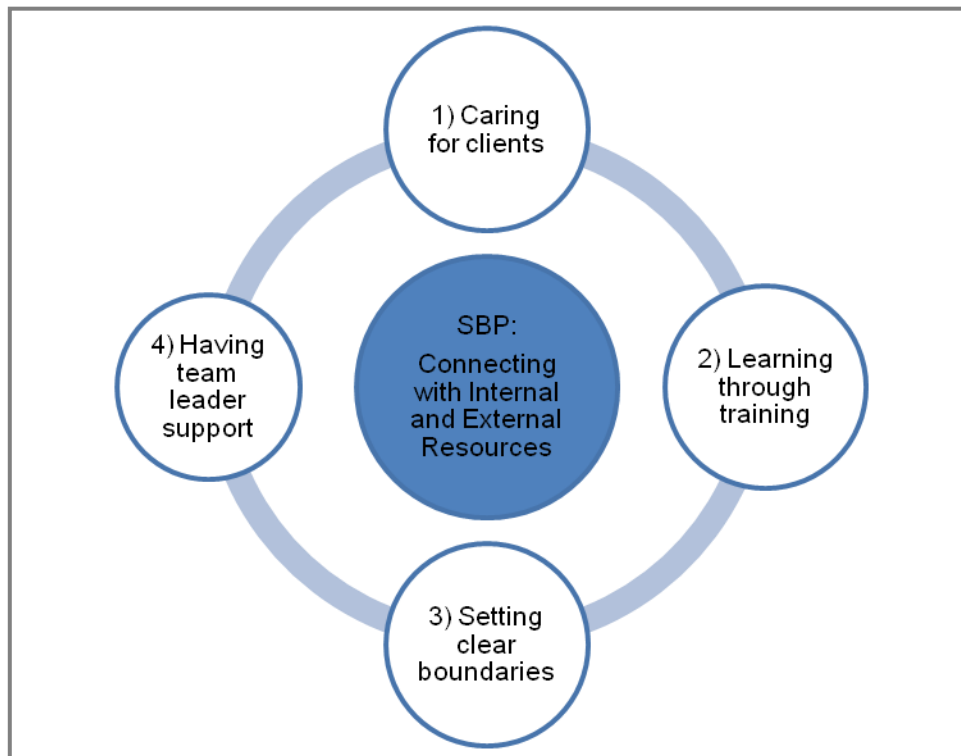 1) Caring
for clients
2) Learning
through
training
3) Setting
clear
boundaries
4) Having
team
leader
support
SBP:
Connecting
with Internal
and External
Resources